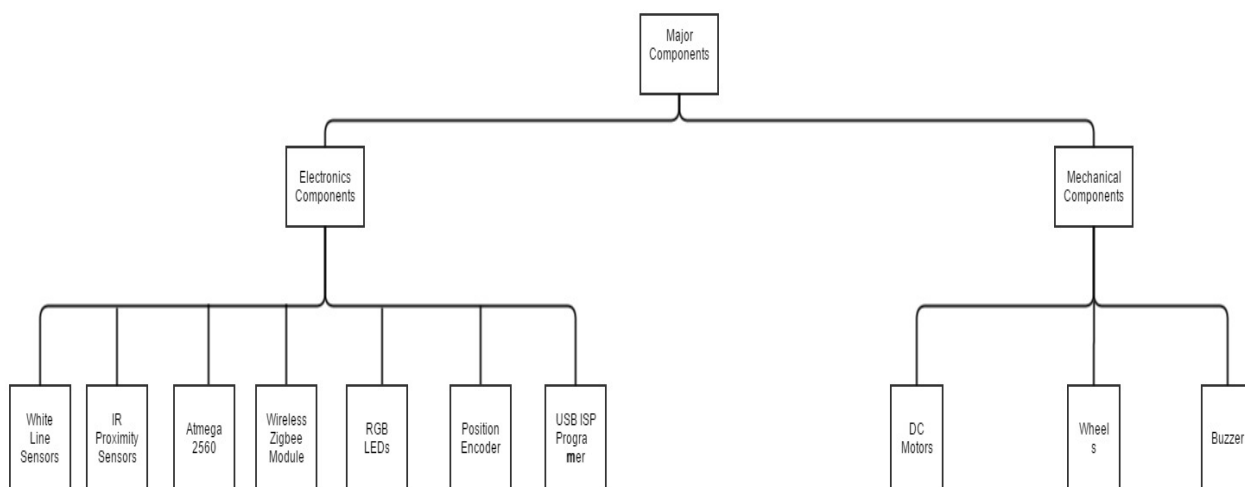 Major
Components
Electronics
Components
Mechanical
Components
White
Line
Sensors
IR
Proximity
Sensors
Atmega
2560
Wireless
Zigbee
Module
RGB
LEDs
Position
Encoder
USB ISP
Progra
mer
DC
Motors
Wheel
s
Buzzer